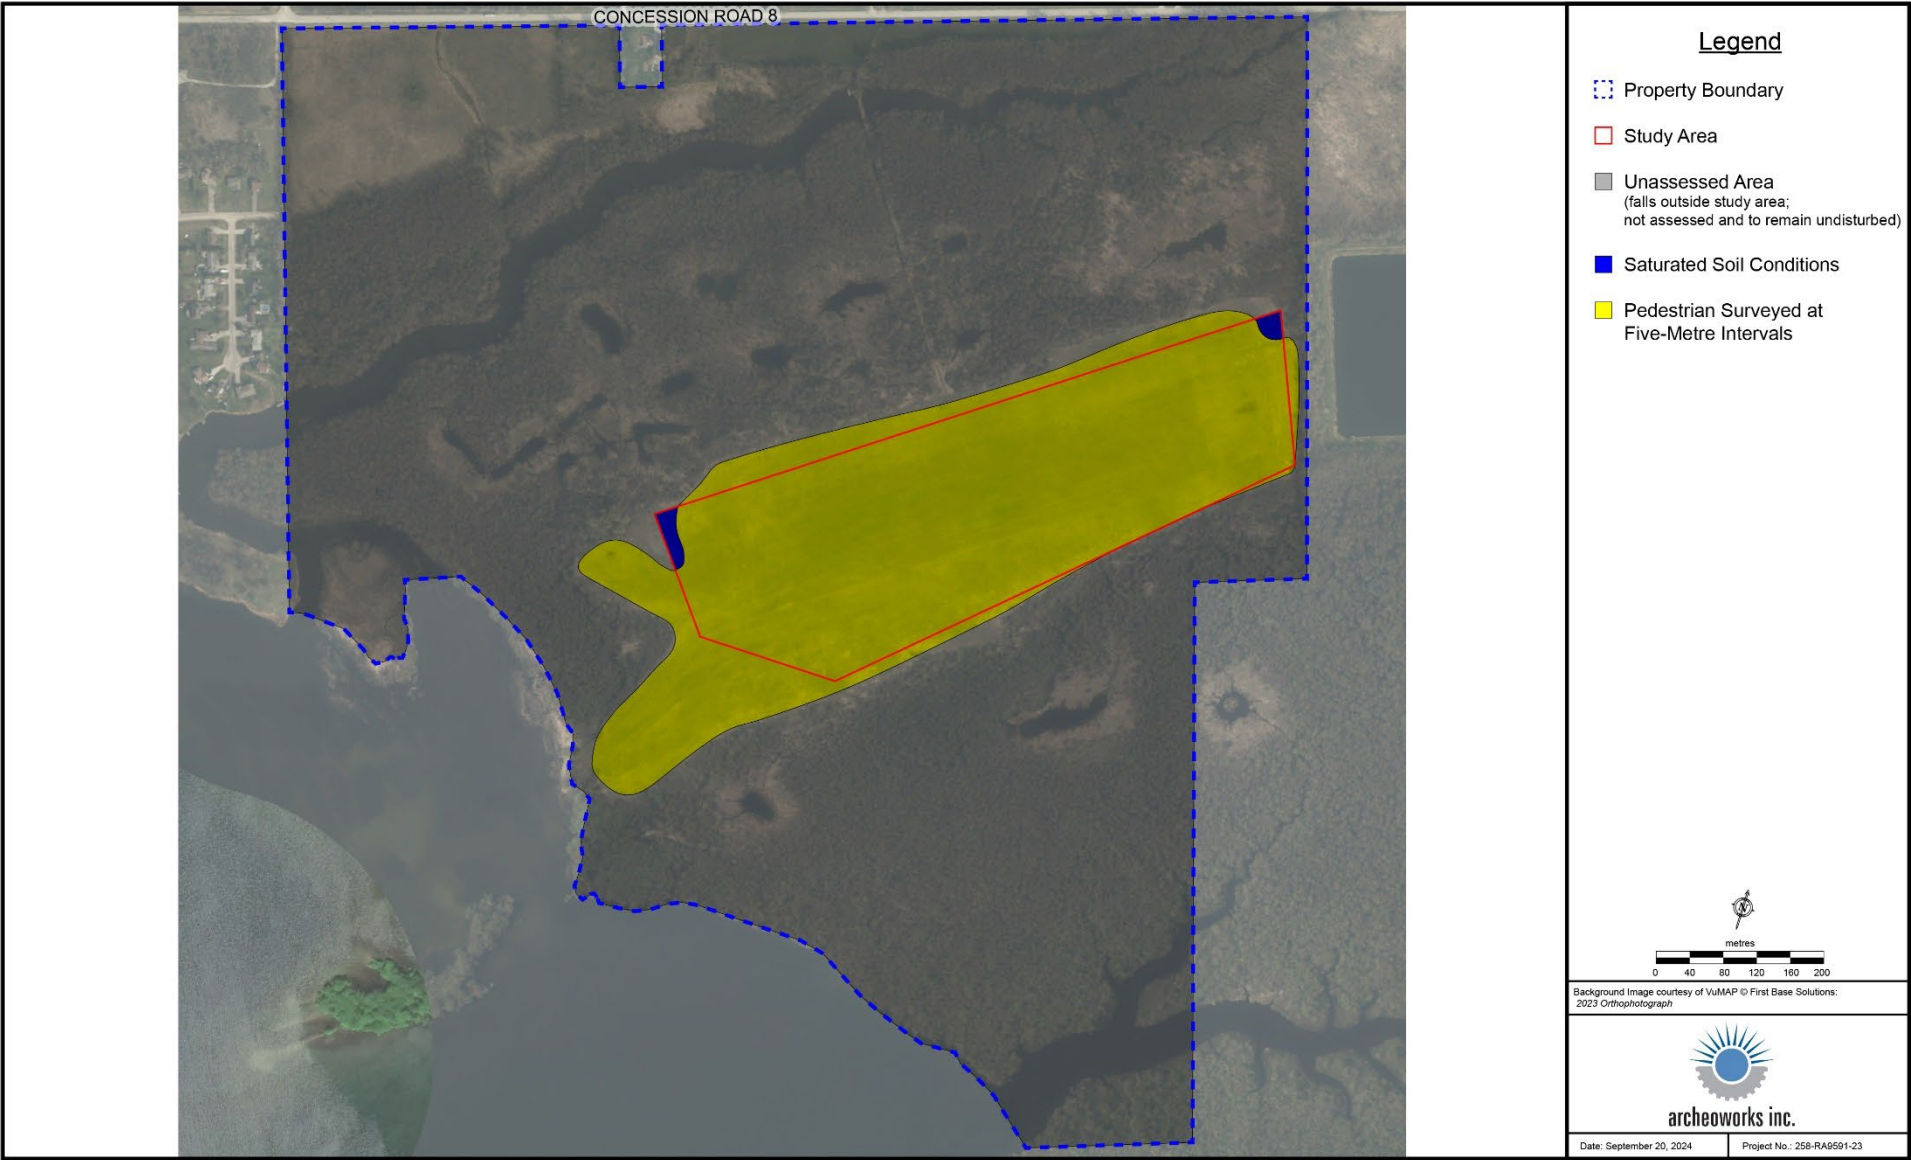 CONCESSION ROAD 8
Legend
Property Boundary
Study Area
Unassessed Area
(falls outside study area;
not assessed and to remain undisturbed)
Saturated Soil Conditions
Pedestrian Surveyed at
Five-Metre Intervals
N
metres
0 40 80 120 160 200
Background Image courtesy of VuMAP © First Base Solutions:
2023 Orthophotograph
archeoworks inc.
Date: September 20, 2024
Project No.: 258-RA9591-23